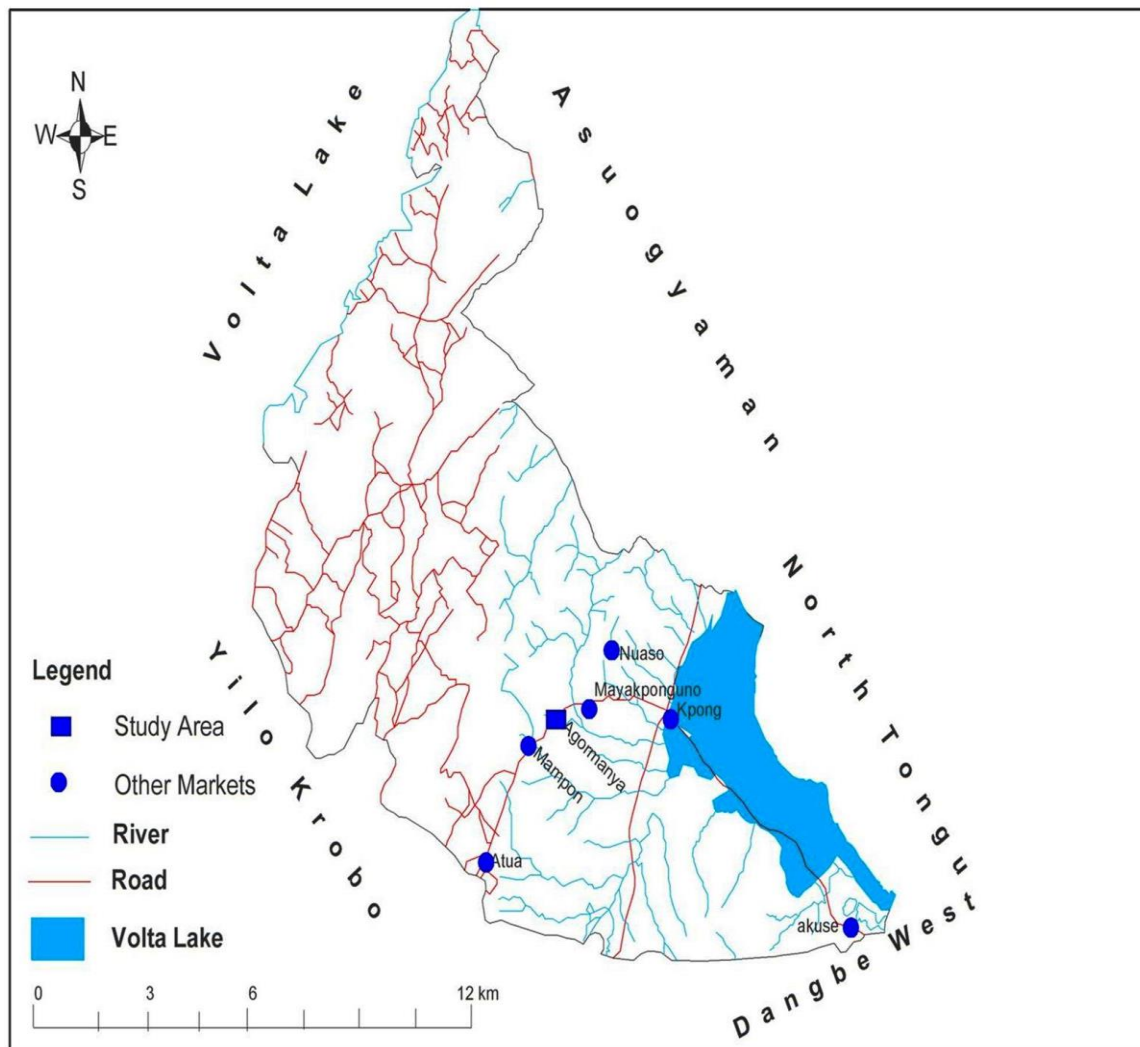 N
W E
S
Volta Lake
Asuogyaman
North Tongu
Dangbe West
Yilo Krobo
Nuaso
Mayakponguno
Kpong
Agormanya
Mampon
Atua
akuse
Legend
Study Area
Other Markets
River
Road
Volta Lake
0 3 6 12 km